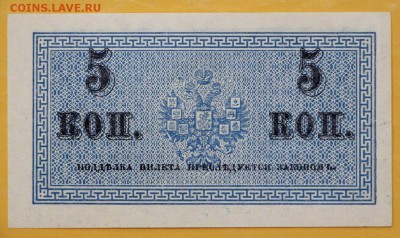 COINS.LAVE.RU
5 5
КОП. КОП.
ПОДДѢЛКА БИЛЕТА ПРЕСЛѢДУЕТСЯ ЗАКОНОМЪ.